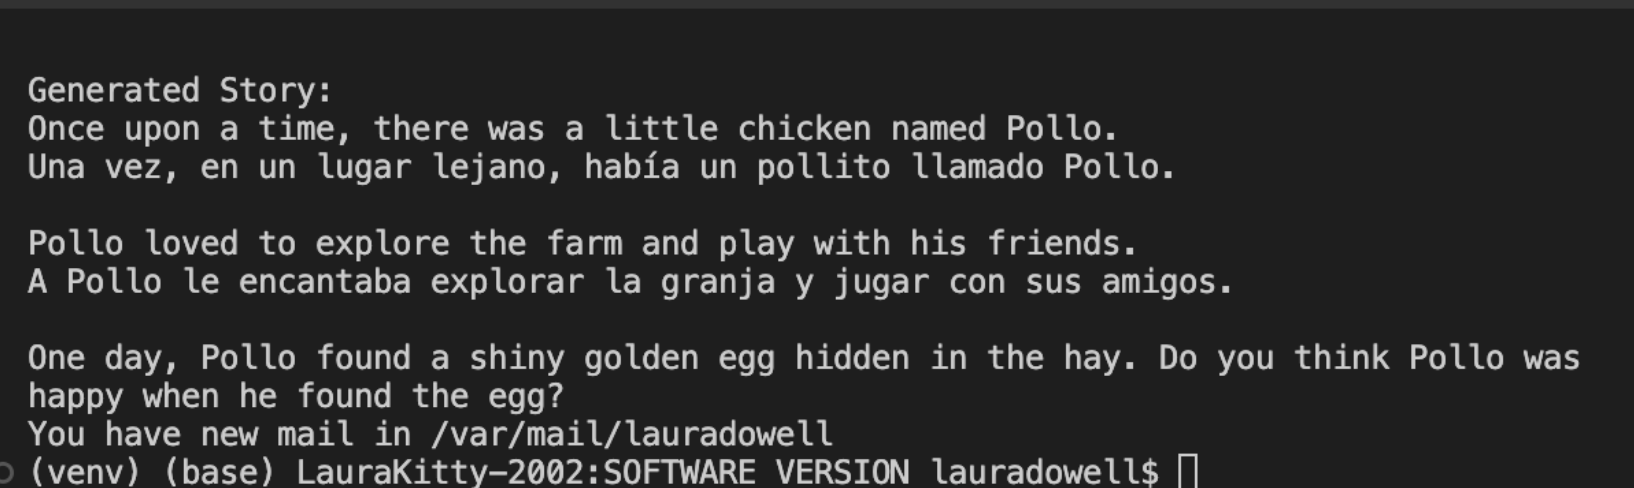 Generated Story:
Once upon a time, there was a little chicken named Pollo.
Una vez, en un lugar lejano, había un pollito llamado Pollo.
Pollo loved to explore the farm and play with his friends.
A Pollo le encantaba explorar la granja y jugar con sus amigos.
One day, Pollo found a shiny golden egg hidden in the hay. Do you think Pollo was
happy when he found the egg?
You have new mail in /var/mail/lauradowell
(venv) (base) LauraKitty-2002:SOFTWARE VERSION lauradowell$